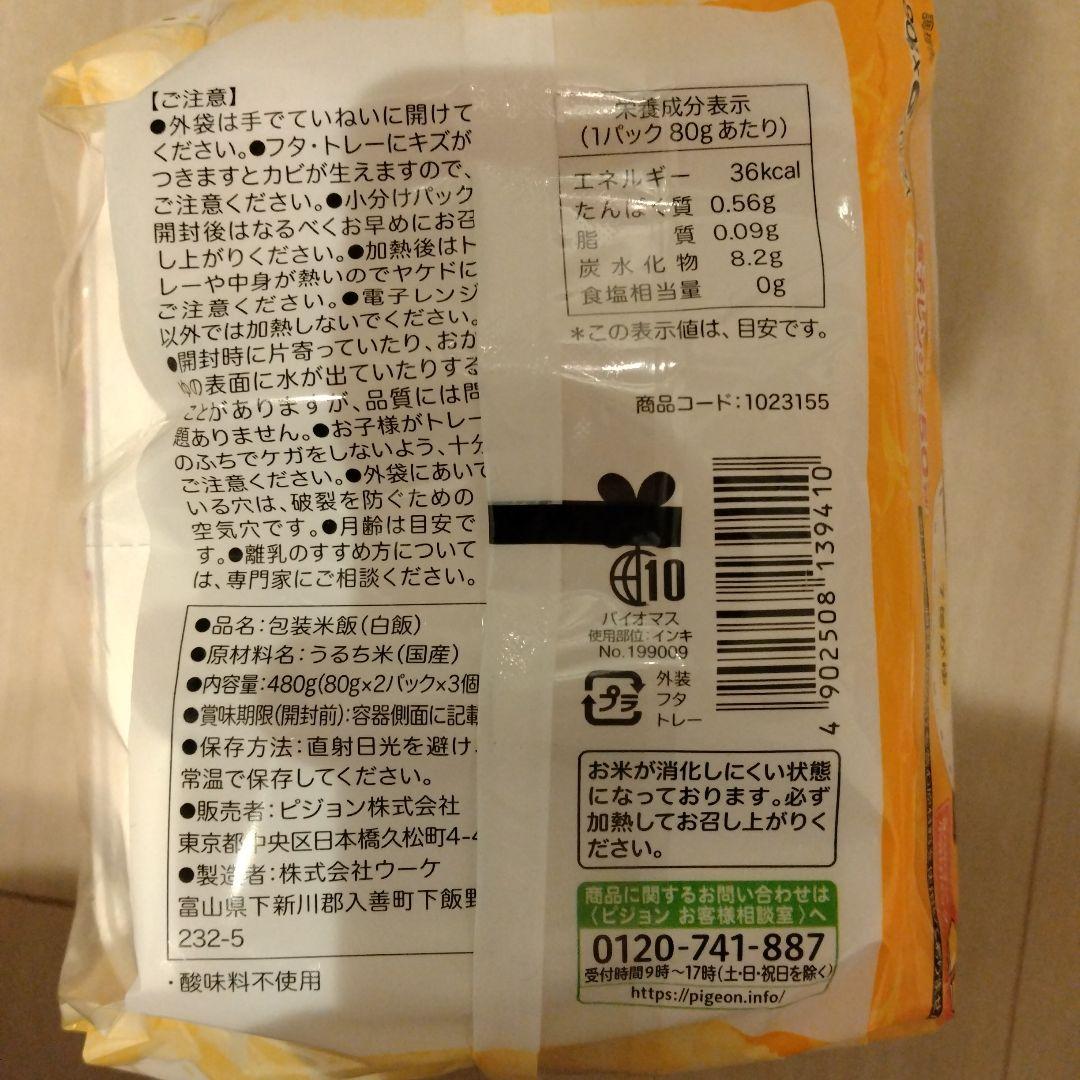 【ご注意】
●外袋は手でていねいに開けて
ください。●フタ・トレーにキズが
つきますとカビが生えますので、
ご注意ください。●小分けパック
開封後はなるべくお早めにお召
し上がりください。●加熱後はト
レーや中身が熱いのでヤケドに
ご注意ください。●電子レンジ
以外では加熱しないでください。
●開封時に片寄っていたり、おか
ゆの表面に水が出ていたりする
ことがありますが、品質には問
題ありません。●お子様がトレー
のふちでケガをしないよう、十分
ご注意ください。●外袋にあいて
いる穴は、破裂を防ぐための
空気穴です。●月齢は目安で
す。●離乳のすすめ方について
は、専門家にご相談ください。
●品名:包装米飯(白飯)
●原材料名:うるち米(国産)
●内容量:480g(80g×2パック×3個
●賞味期限(開封前):容器側面に記載
●保存方法:直射日光を避け、
常温で保存してください。
●販売者:ピジョン株式会社
東京都中央区日本橋久松町4-4
●製造者:株式会社ウーケ
富山県下新川郡入善町下飯野
232-5
・酸味料不使用
栄養成分表示
(1パック 80gあたり)
エネルギー 36kcal
たんぱく質 0.56g
脂質 0.09g
炭水化物 8.2g
食塩相当量 0g
*この表示値は、目安です。
商品コード:1023155
4 902508 139410
10
バイオマス
使用部位:インキ
No.199009
プラ
外装
フタ
トレー
お米が消化しにくい状態
になっております。必ず
加熱してお召し上がりく
ださい。
商品に関するお問い合わせは
〈ピジョン お客様相談室〉へ
0120-741-887
受付時間9時～17時(土・日・祝日を除く)
https://pigeon.info/